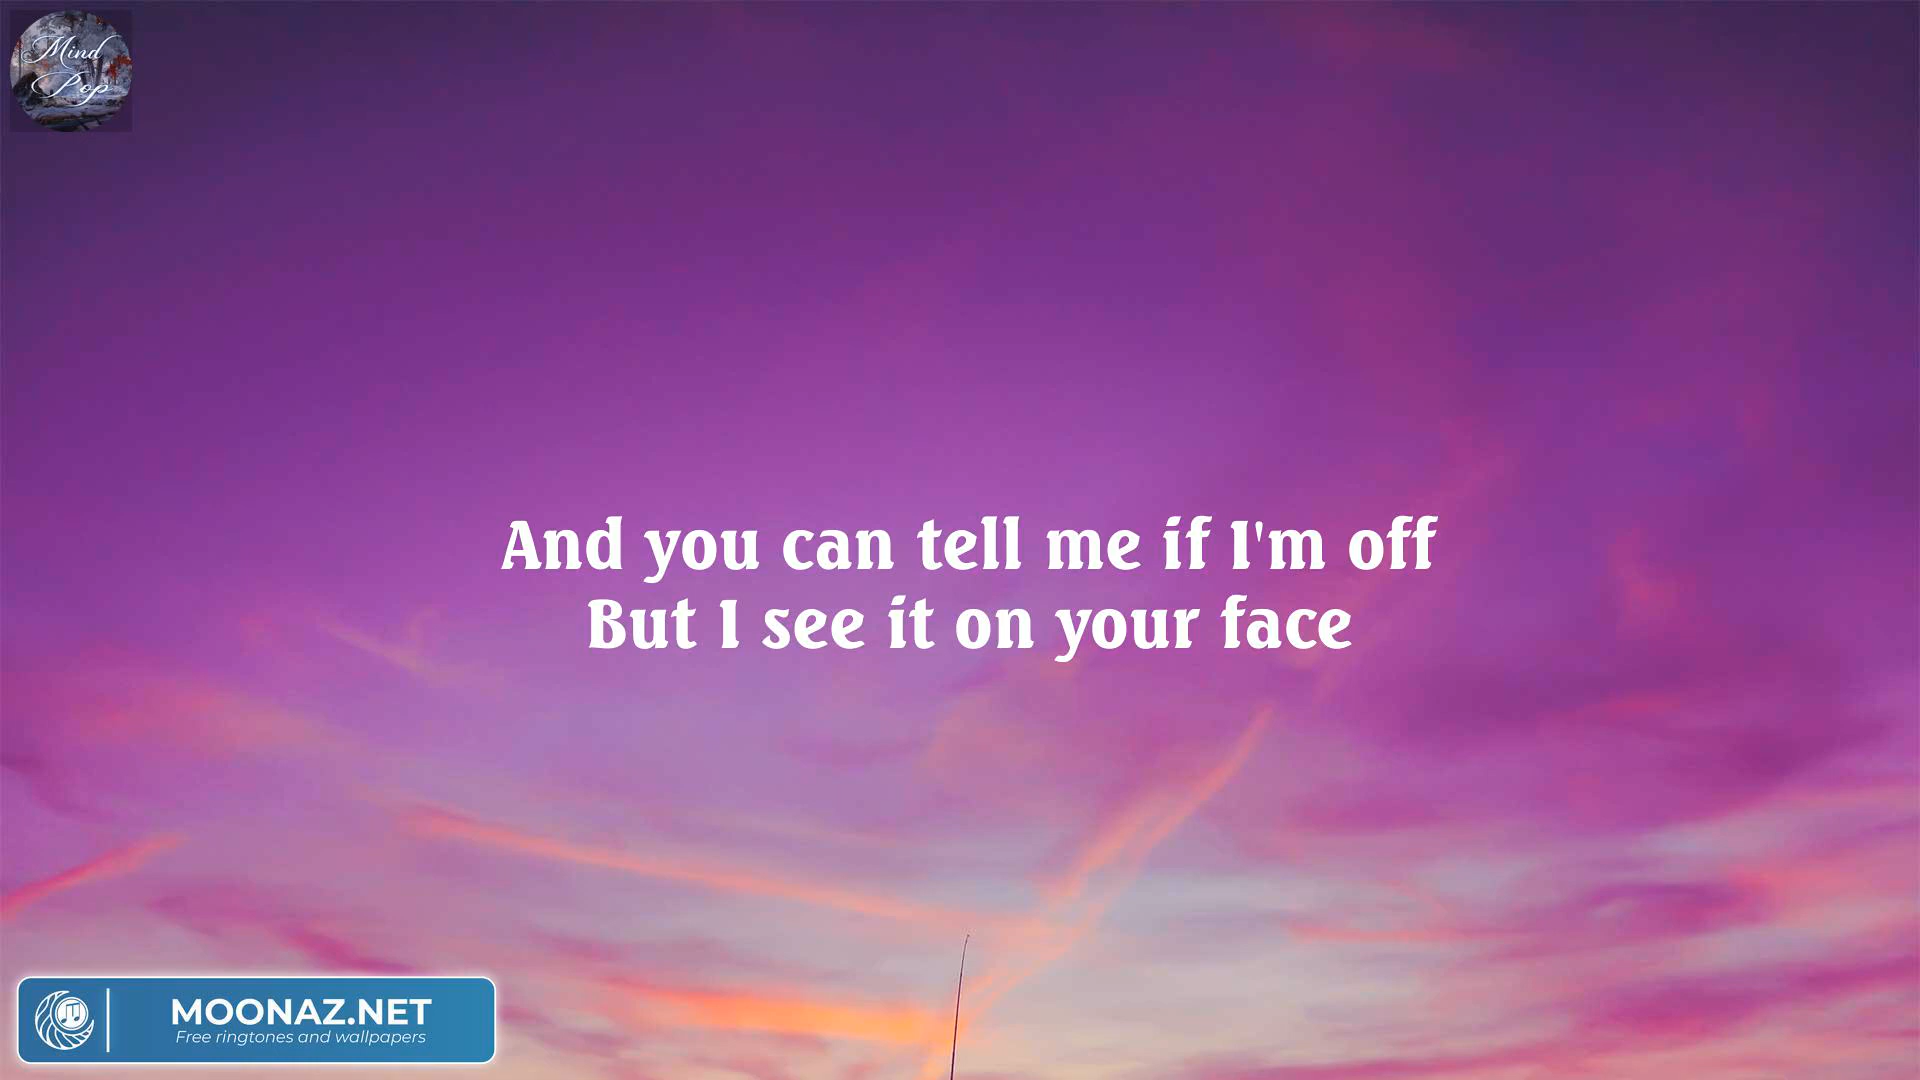 Mind
Pop
And you can tell me if I'm off
But I see it on your face
MOONAZ.NET
Free ringtones and wallpapers